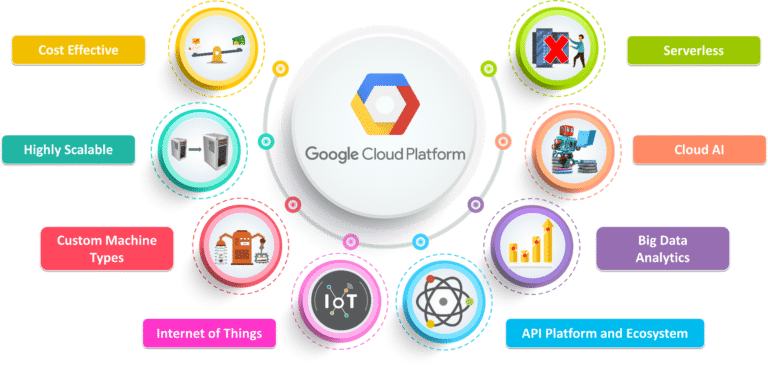 Cost Effective
Serverless
Google Cloud Platform
Highly Scalable
Cloud AI
Custom Machine
Types
Big Data
Analytics
IoT
Internet of Things
API Platform and Ecosystem